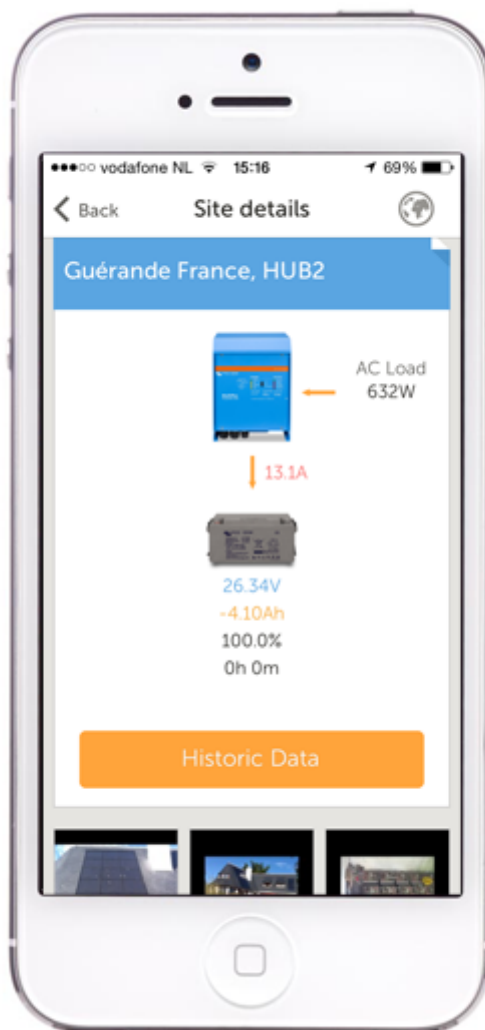 vodafone NL 15:16 69%
Back Site details
Guérande France, HUB2
AC Load
632W
13.1A
26.34V
-4.10Ah
100.0%
0h 0m
Historic Data